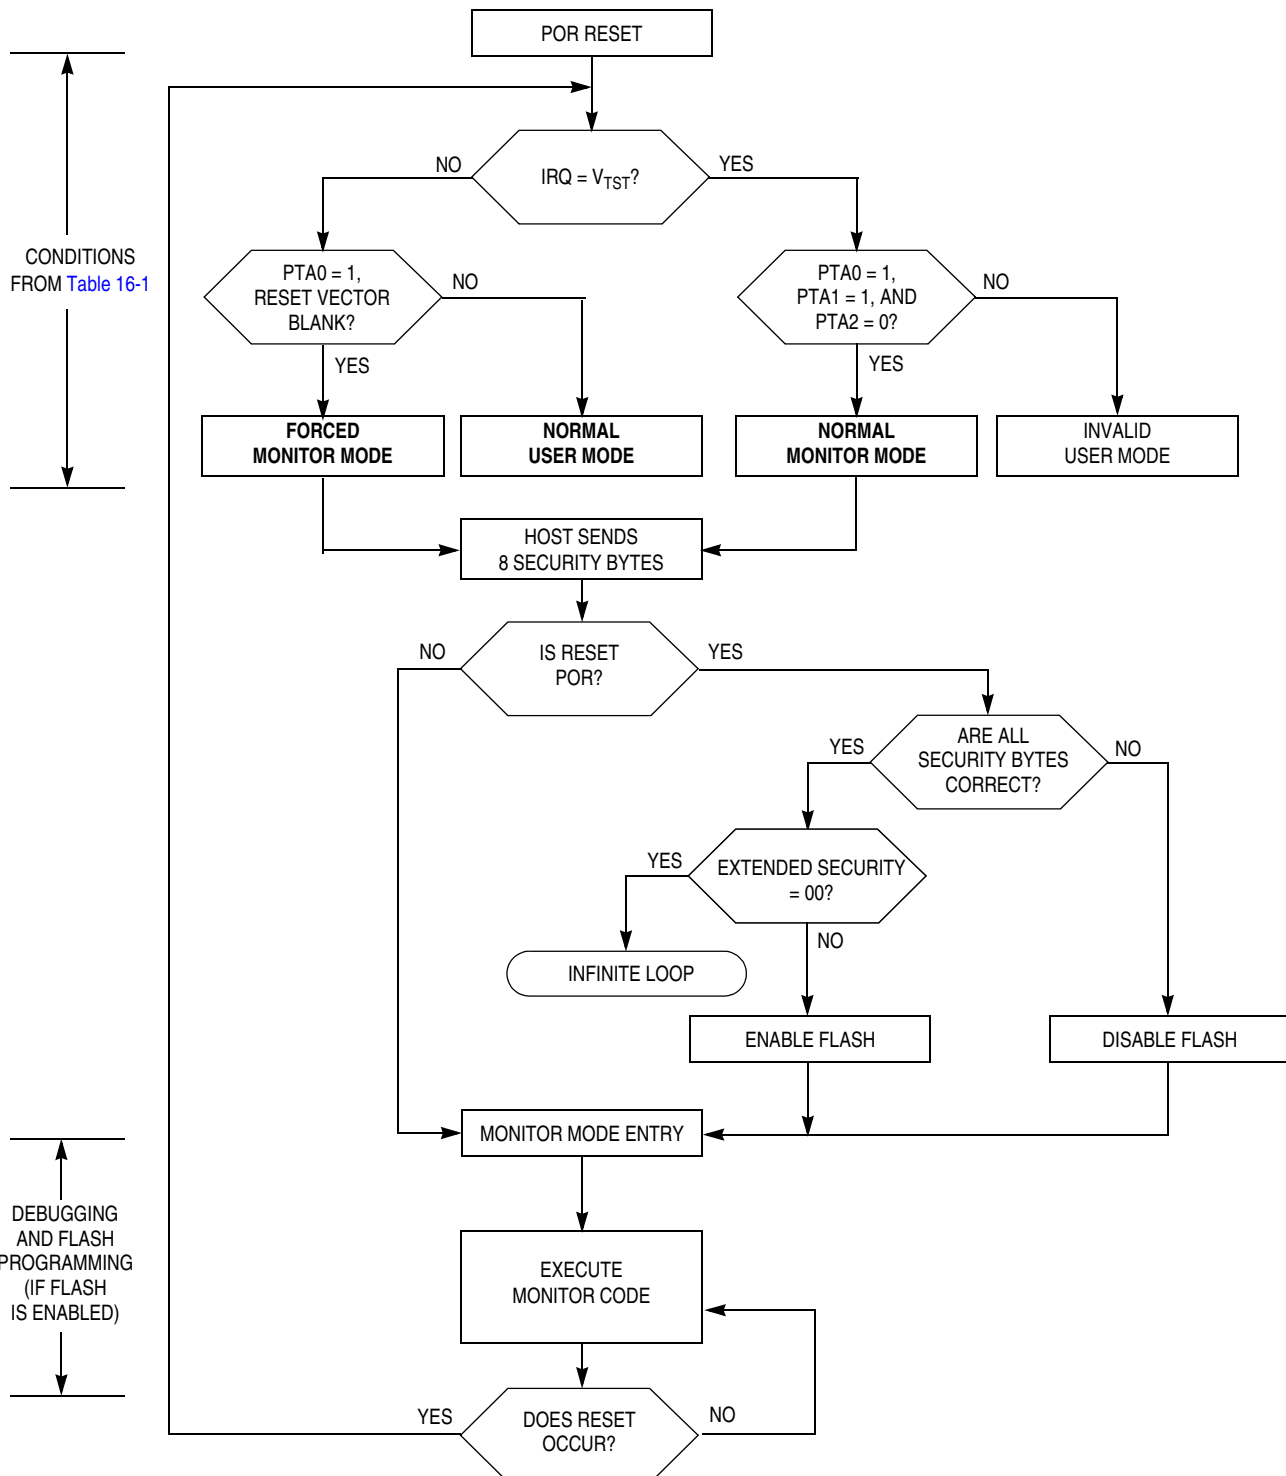 POR RESET
NO
IRQ = VTST?
YES
CONDITIONS
FROM Table 16-1
PTA0 = 1,
RESET VECTOR
BLANK?
NO
YES
PTA0 = 1,
PTA1 = 1, AND
PTA2 = 0?
NO
YES
FORCED
MONITOR MODE
NORMAL
USER MODE
NORMAL
MONITOR MODE
INVALID
USER MODE
HOST SENDS
8 SECURITY BYTES
NO
IS RESET
POR?
YES
YES
ARE ALL
SECURITY BYTES
CORRECT?
NO
YES
EXTENDED SECURITY
= 00?
NO
INFINITE LOOP
ENABLE FLASH
DISABLE FLASH
MONITOR MODE ENTRY
DEBUGGING
AND FLASH
PROGRAMMING
(IF FLASH
IS ENABLED)
EXECUTE
MONITOR CODE
YES
DOES RESET
OCCUR?
NO